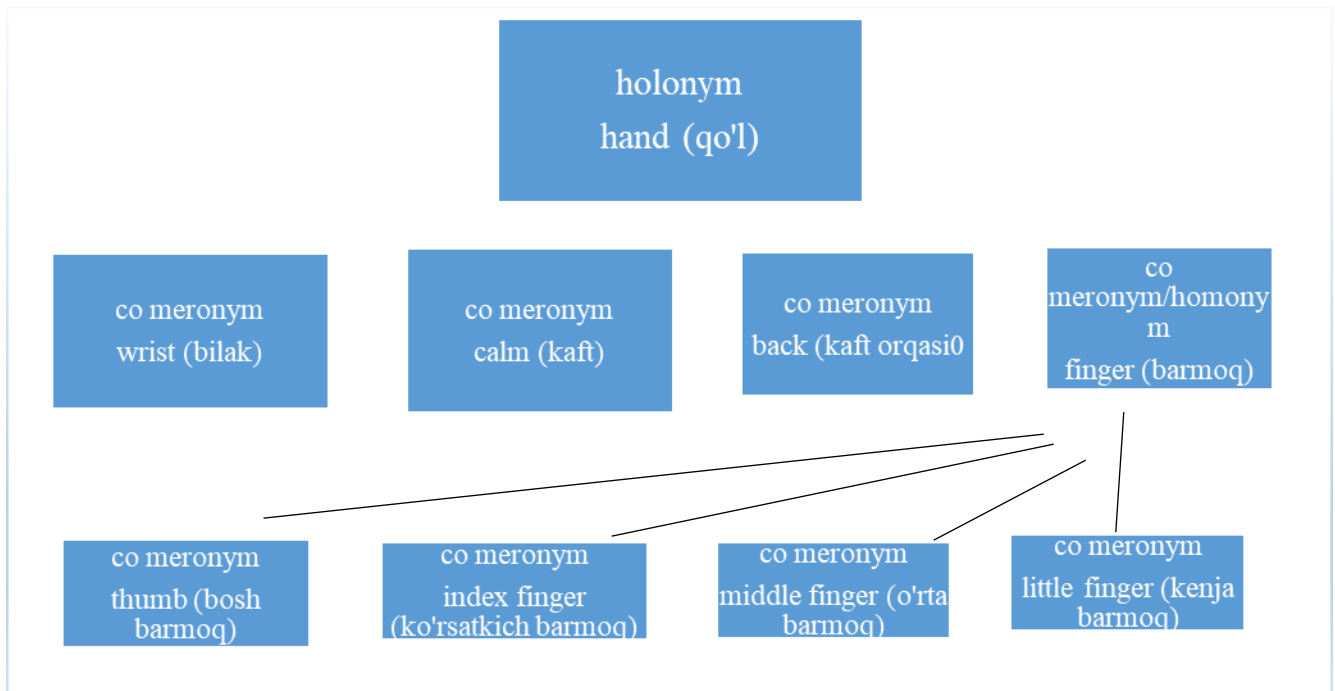 holonym
hand (qo'l)
co meronym
wrist (bilak)
co meronym
calm (kaft)
co meronym
back (kaft orqasi0
co
meronym/homony
m
finger (barmoq)
co meronym
thumb (bosh
barmoq)
co meronym
index finger
(ko'rsatkich barmoq)
co meronym
middle finger (o'rta
barmoq)
co meronym
little finger (kenja
barmoq)